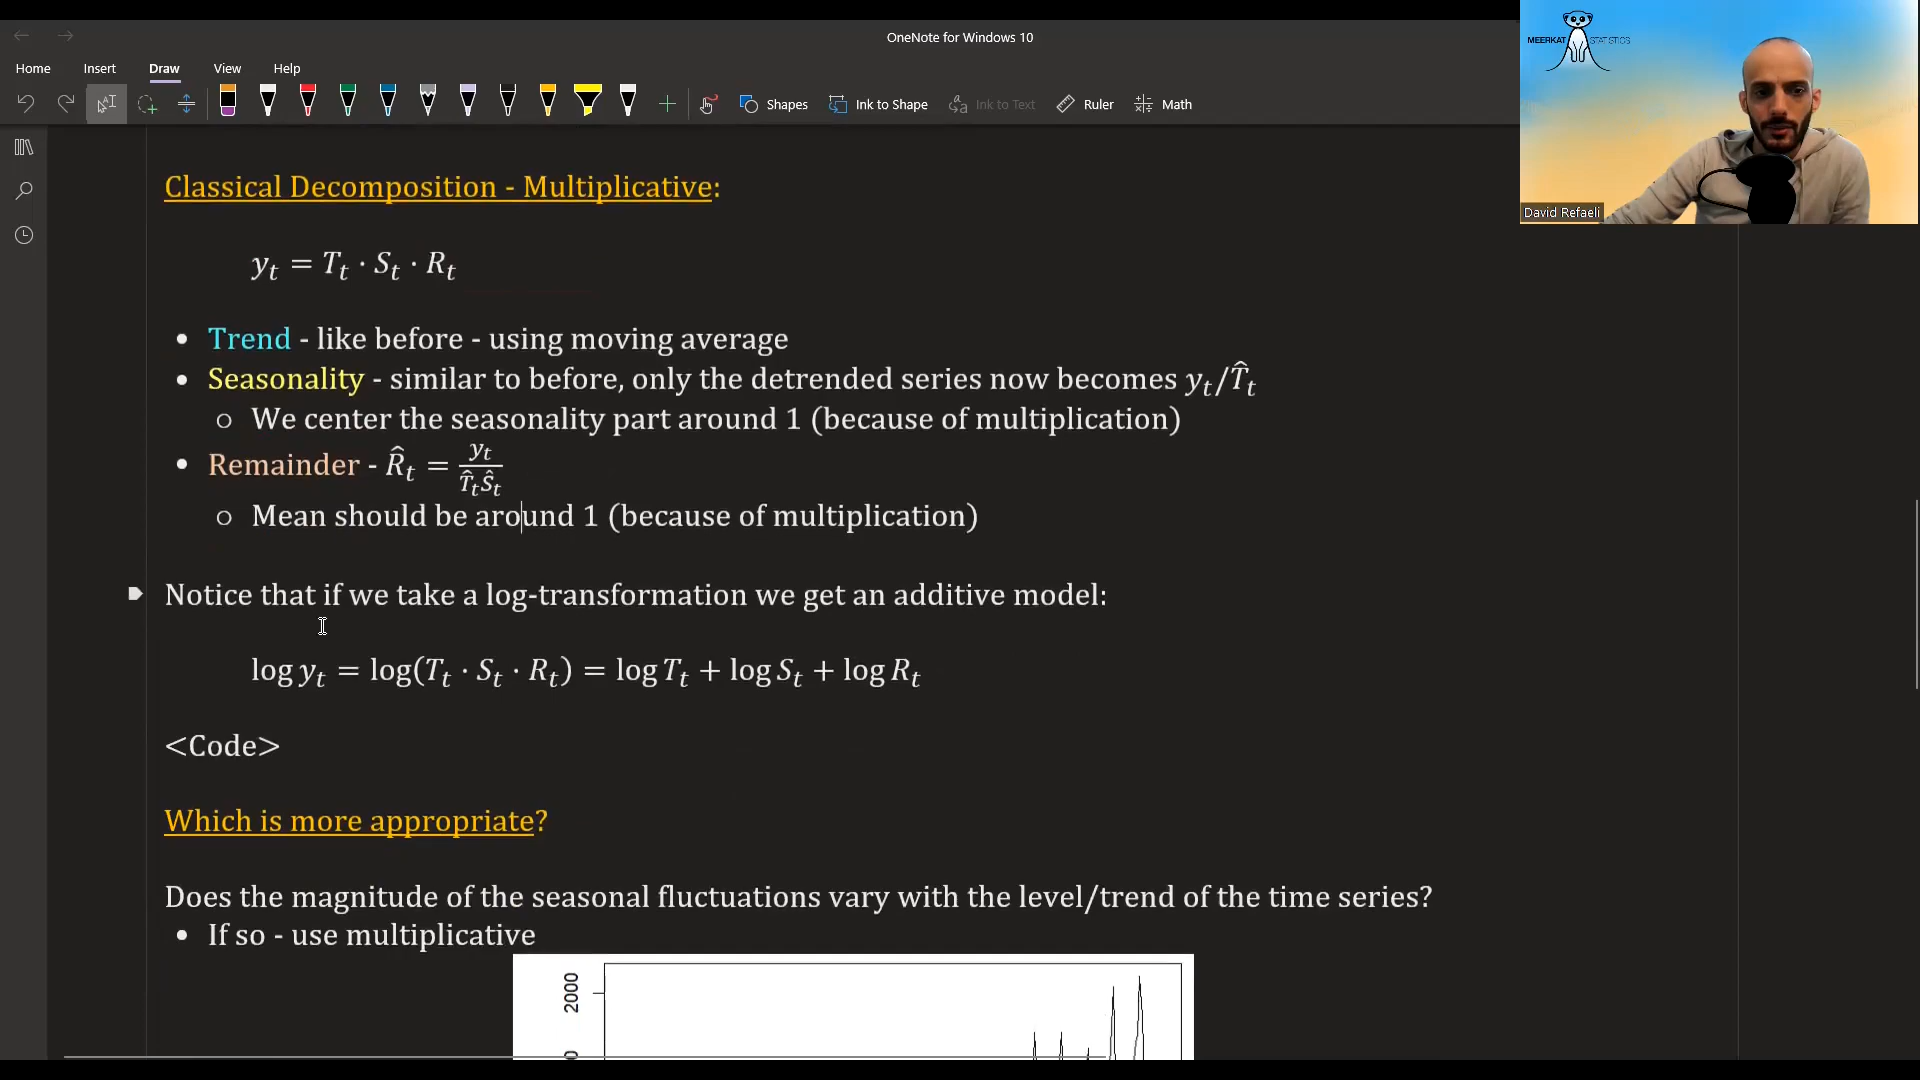 OneNote for Windows 10
MEERKAT STATISTICS
Home Insert Draw View Help
Shapes Ink to Shape Ink to Text Ruler Math
David Refaeli
Classical Decomposition - Multiplicative:
y_t = T_t · S_t · R_t
• Trend - like before - using moving average
• Seasonality - similar to before, only the detrended series now becomes y_t/T̂_t
○ We center the seasonality part around 1 (because of multiplication)
• Remainder - R̂_t = y_t / T̂_tŜ_t
○ Mean should be around 1 (because of multiplication)
Notice that if we take a log-transformation we get an additive model:
log y_t = log(T_t · S_t · R_t) = log T_t + log S_t + log R_t
<Code>
Which is more appropriate?
Does the magnitude of the seasonal fluctuations vary with the level/trend of the time series?
• If so - use multiplicative
2000